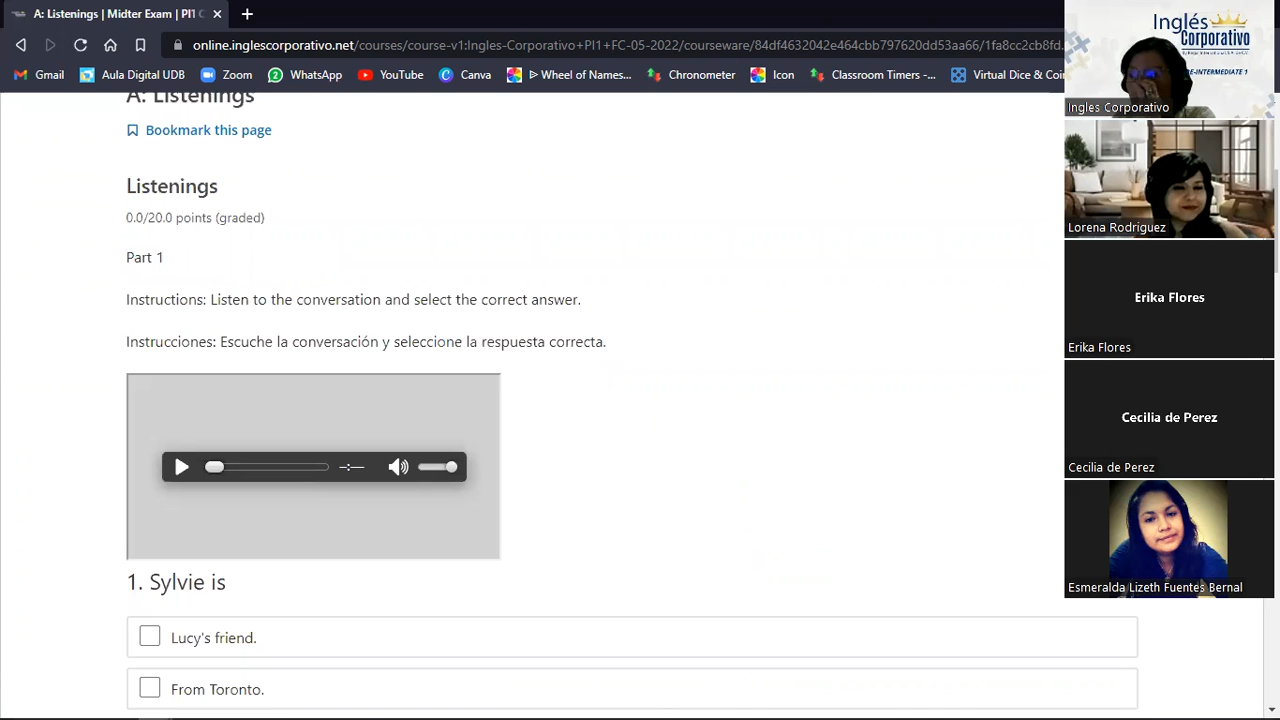 A: Listenings | Midter Exam | PI1 C
online.inglescorporativo.net/courses/course-v1:Ingles-Corporativo+PI1+FC-05-2022/courseware/84df4632042e464cbb797620dd53aa66/1fa8cc2cb8fd
Gmail Aula Digital UDB Zoom WhatsApp YouTube Canva ᐅ Wheel of Names... Chronometer Icon Classroom Timers -... Virtual Dice & Coi
A: Listenings
Bookmark this page
Listenings
0.0/20.0 points (graded)
Part 1
Instructions: Listen to the conversation and select the correct answer.
Instrucciones: Escuche la conversación y seleccione la respuesta correcta.
-:--
1. Sylvie is
Lucy's friend.
From Toronto.
Inglés
Corporativo
RE-INTERMEDIATE 1
Ingles Corporativo
Lorena Rodriguez
Erika Flores
Erika Flores
Cecilia de Perez
Cecilia de Perez
Esmeralda Lizeth Fuentes Bernal